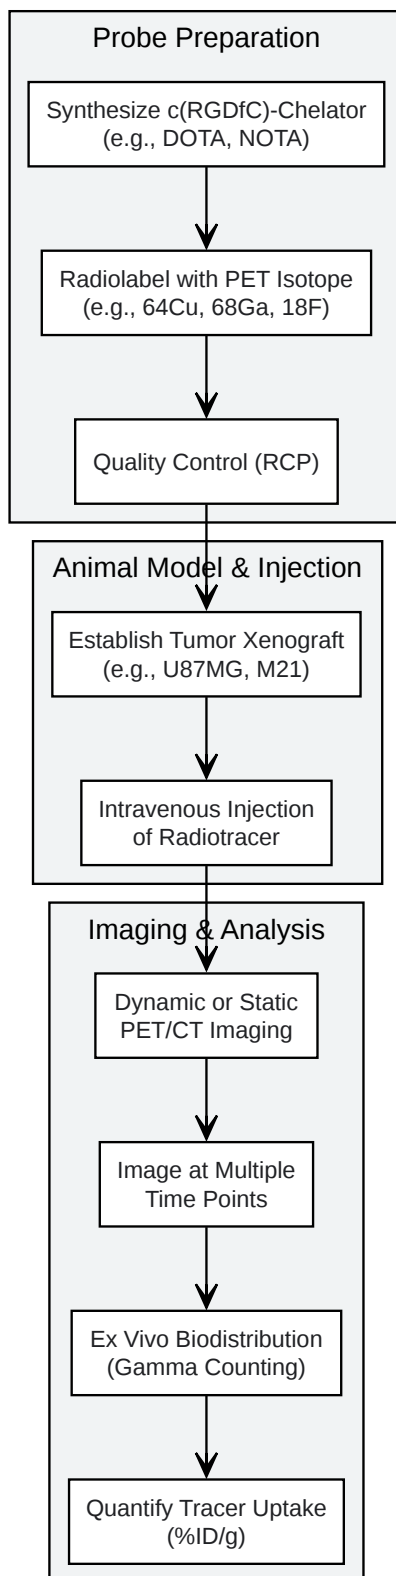 Probe Preparation
Synthesize c(RGDfC)-Chelator
(e.g., DOTA, NOTA)
Radiolabel with PET Isotope
(e.g., 64Cu, 68Ga, 18F)
Quality Control (RCP)
Animal Model & Injection
Establish Tumor Xenograft
(e.g., U87MG, M21)
Intravenous Injection
of Radiotracer
Imaging & Analysis
Dynamic or Static
PET/CT Imaging
Image at Multiple
Time Points
Ex Vivo Biodistribution
(Gamma Counting)
Quantify Tracer Uptake
(%ID/g)